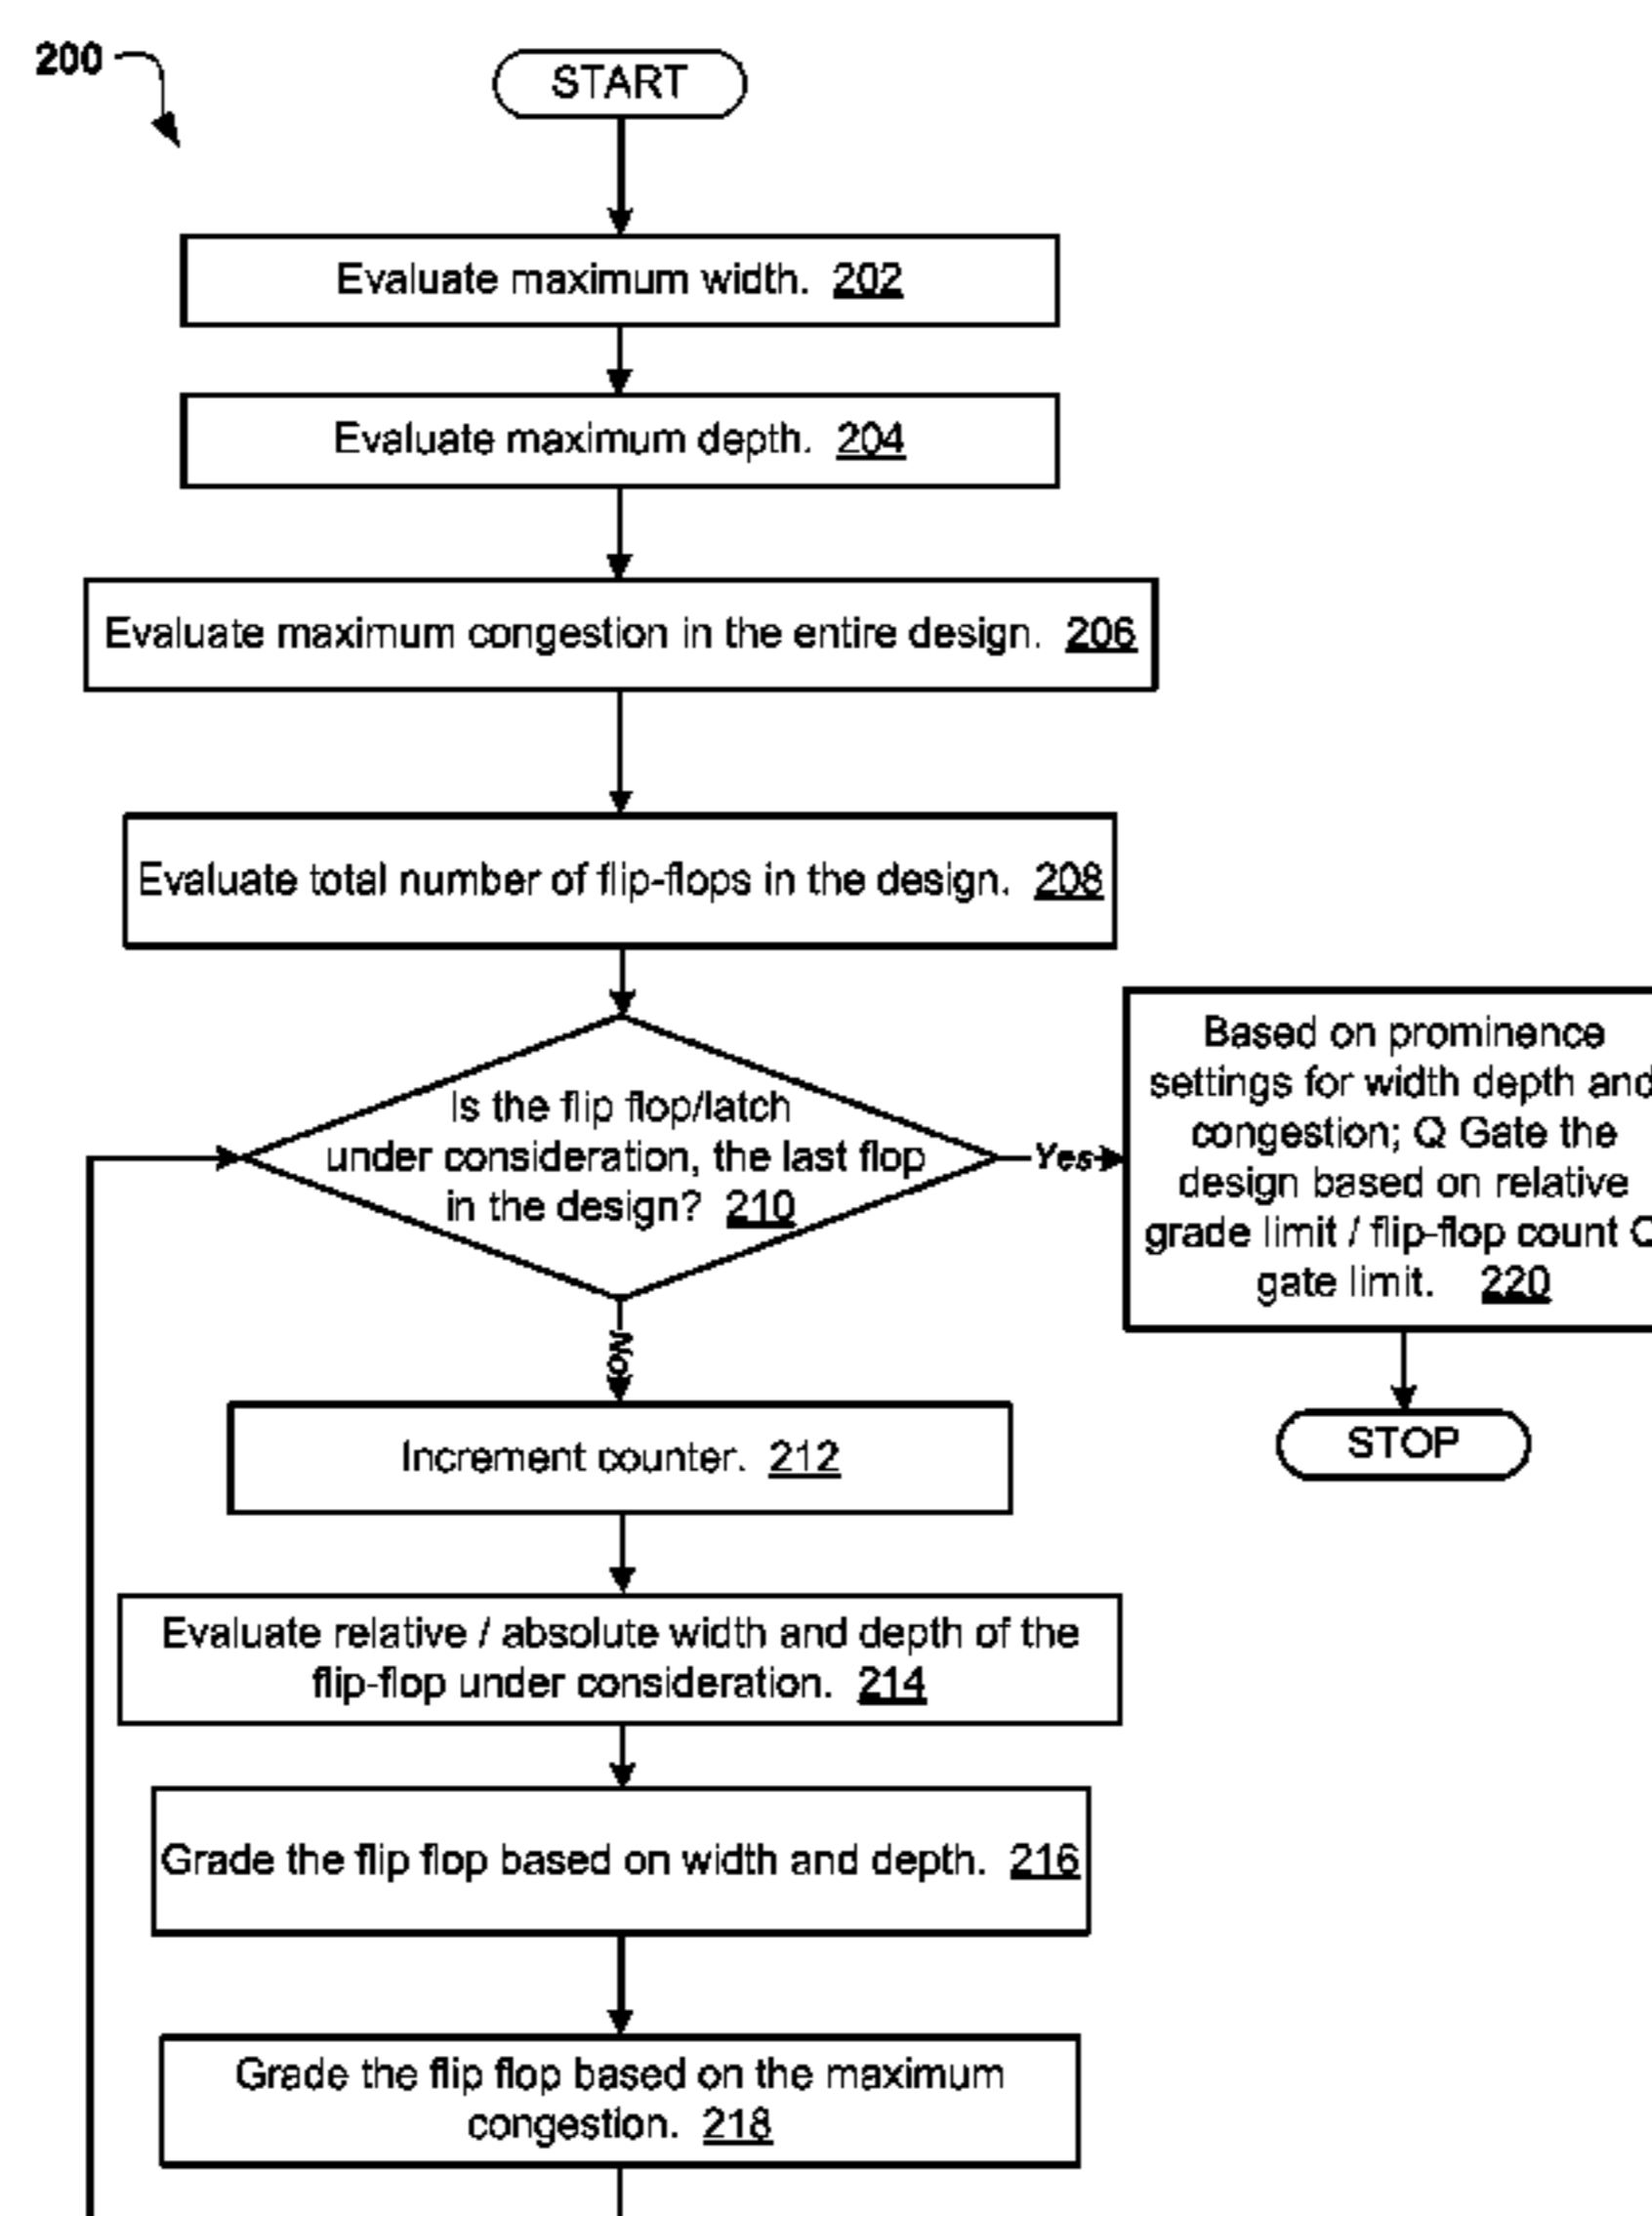 200
START
Evaluate maximum width. 202
Evaluate maximum depth. 204
Evaluate maximum congestion in the entire design. 206
Evaluate total number of flip-flops in the design. 208
Is the flip flop/latch
under consideration, the last flop
in the design? 210
Yes
No
Based on prominence
settings for width depth and
congestion; Q Gate the
design based on relative
grade limit / flip-flop count Q
gate limit. 220
STOP
Increment counter. 212
Evaluate relative / absolute width and depth of the
flip-flop under consideration. 214
Grade the flip flop based on width and depth. 216
Grade the flip flop based on the maximum
congestion. 218